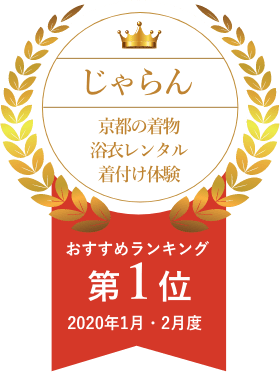 じゃらん
京都の着物
浴衣レンタル
着付け体験
おすすめランキング
第1位
2020年1月・2月度